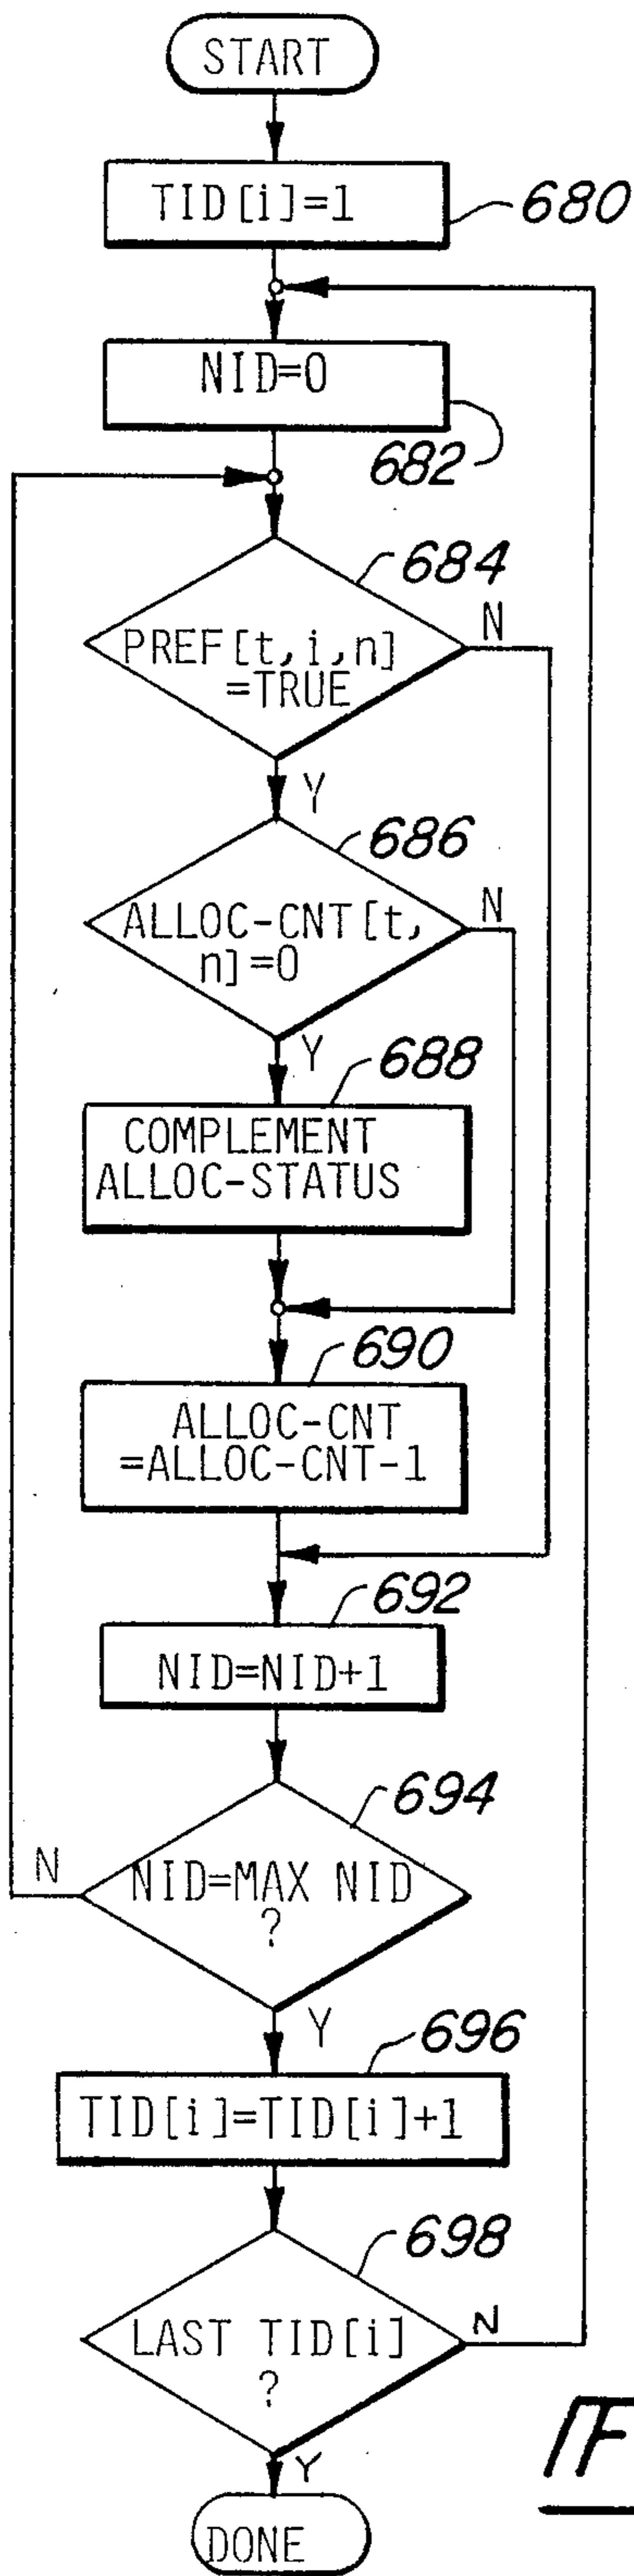 START
TID[i]=1
680
NID=0
682
684
PREF[t,i,n]
=TRUE
N
Y
686
ALLOC-CNT[t,
n]=0
N
Y
688
COMPLEMENT
ALLOC-STATUS
690
ALLOC-CNT
=ALLOC-CNT-1
692
NID=NID+1
694
N
NID=MAX NID
?
Y
696
TID[i]=TID[i]+1
698
LAST TID[i]
?
N
Y
DONE